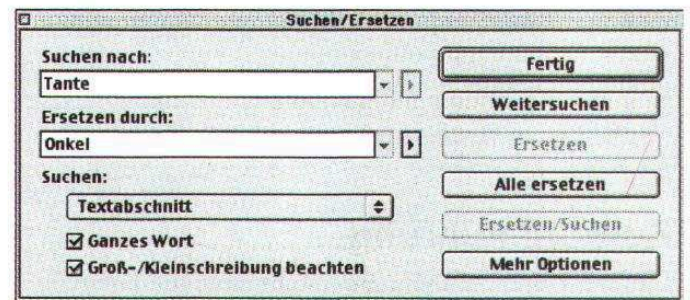 Suchen/Ersetzen
Suchen nach:
Tante
Ersetzen durch:
Onkel
Suchen:
Textabschnitt
Ganzes Wort
Groß-/Kleinschreibung beachten
Fertig
Weitersuchen
Ersetzen
Alle ersetzen
Ersetzen/Suchen
Mehr Optionen